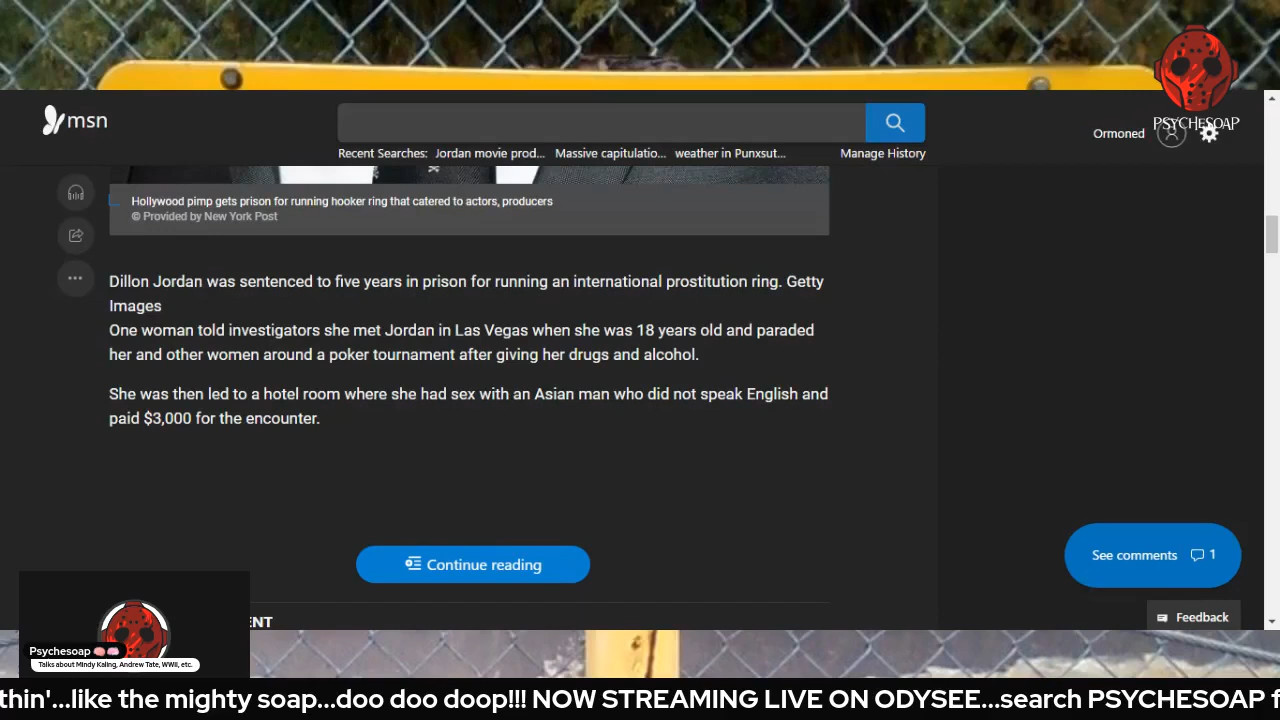 PSYCHESOAP
msn
Ormoned
Recent Searches: Jordan movie prod... Massive capitulatio... weather in Punxsut... Manage History
Hollywood pimp gets prison for running hooker ring that catered to actors, producers
© Provided by New York Post
Dillon Jordan was sentenced to five years in prison for running an international prostitution ring. Getty
Images
One woman told investigators she met Jordan in Las Vegas when she was 18 years old and paraded
her and other women around a poker tournament after giving her drugs and alcohol.
She was then led to a hotel room where she had sex with an Asian man who did not speak English and
paid $3,000 for the encounter.
See comments 1
Continue reading
Feedback
ENT
Psychesoap
Talks about Mindy Kaling, Andrew Tate, WWII, etc.
thin'...like the mighty soap...doo doo doop!!! NOW STREAMING LIVE ON ODYSEE...search PSYCHESOAP f